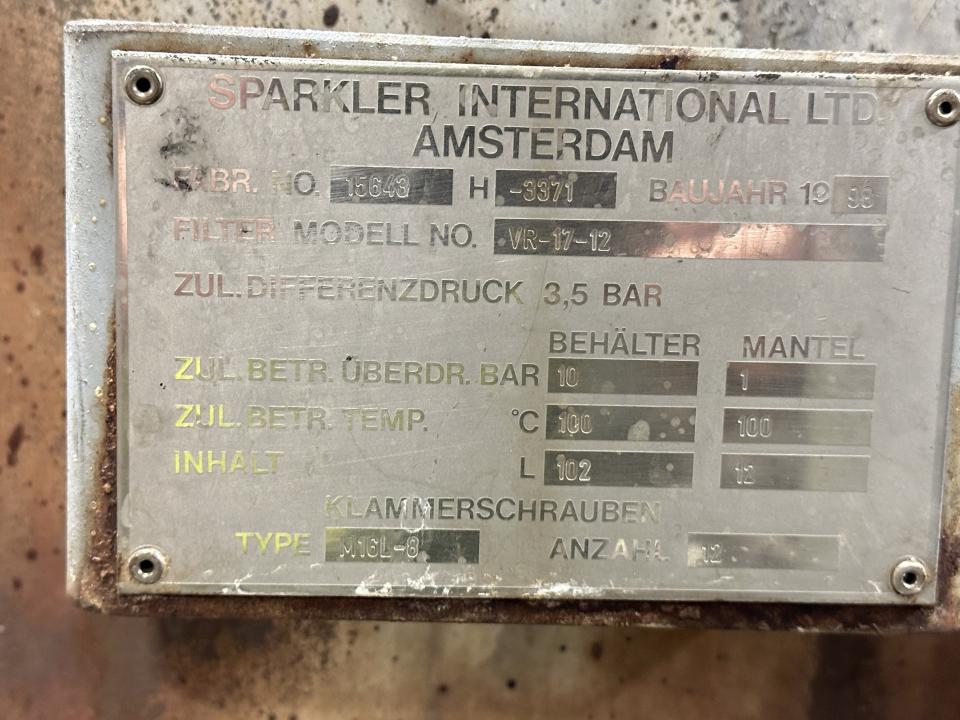 SPARKLER INTERNATIONAL LTD.
AMSTERDAM
FABR. NO. 15643 H -3371 BAUJAHR 19 98
FILTER MODELL NO. VR-17-12
ZUL. DIFFERENZDRUCK 3,5 BAR
BEHÄLTER MANTEL
ZUL. BETR. ÜBERDR. BAR 10 1
ZUL. BETR. TEMP. °C 100 100
INHALT L 102 12
KLAMMERSCHRAUBEN
TYPE M16L-8 ANZAHL 12